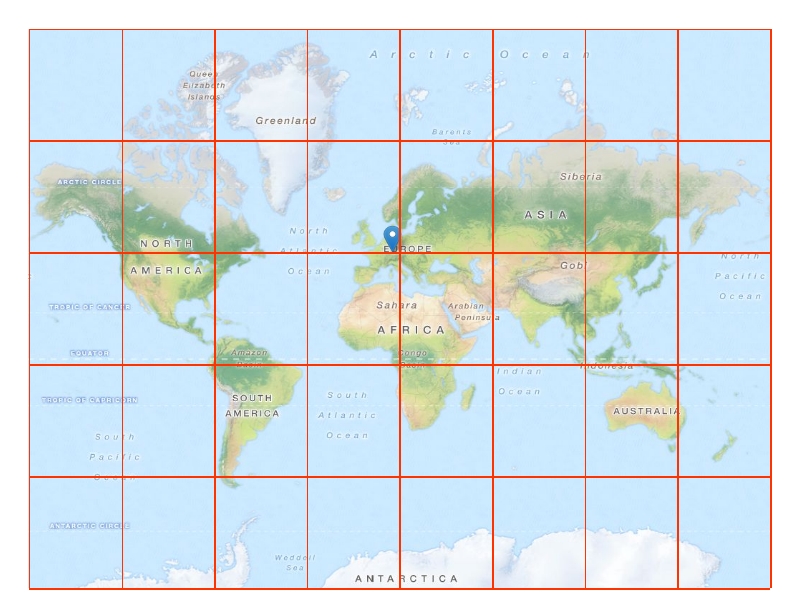 Arctic Ocean
Queen
Elizabeth
Islands
Greenland
Barents
Sea
Siberia
ARCTIC CIRCLE
ASIA
North
Atlantic
Ocean
NORTH
AMERICA
EUROPE
North
Pacific
Ocean
Gobi
TROPIC OF CANCER
Sahara
Arabian
Peninsula
AFRICA
EQUATOR
Amazon
Basin
Congo
Basin
Indonesia
Indian
Ocean
TROPIC OF CAPRICORN
SOUTH
AMERICA
South
Atlantic
Ocean
AUSTRALIA
South
Pacific
Ocean
ANTARCTIC CIRCLE
Weddell
Sea
ANTARCTICA